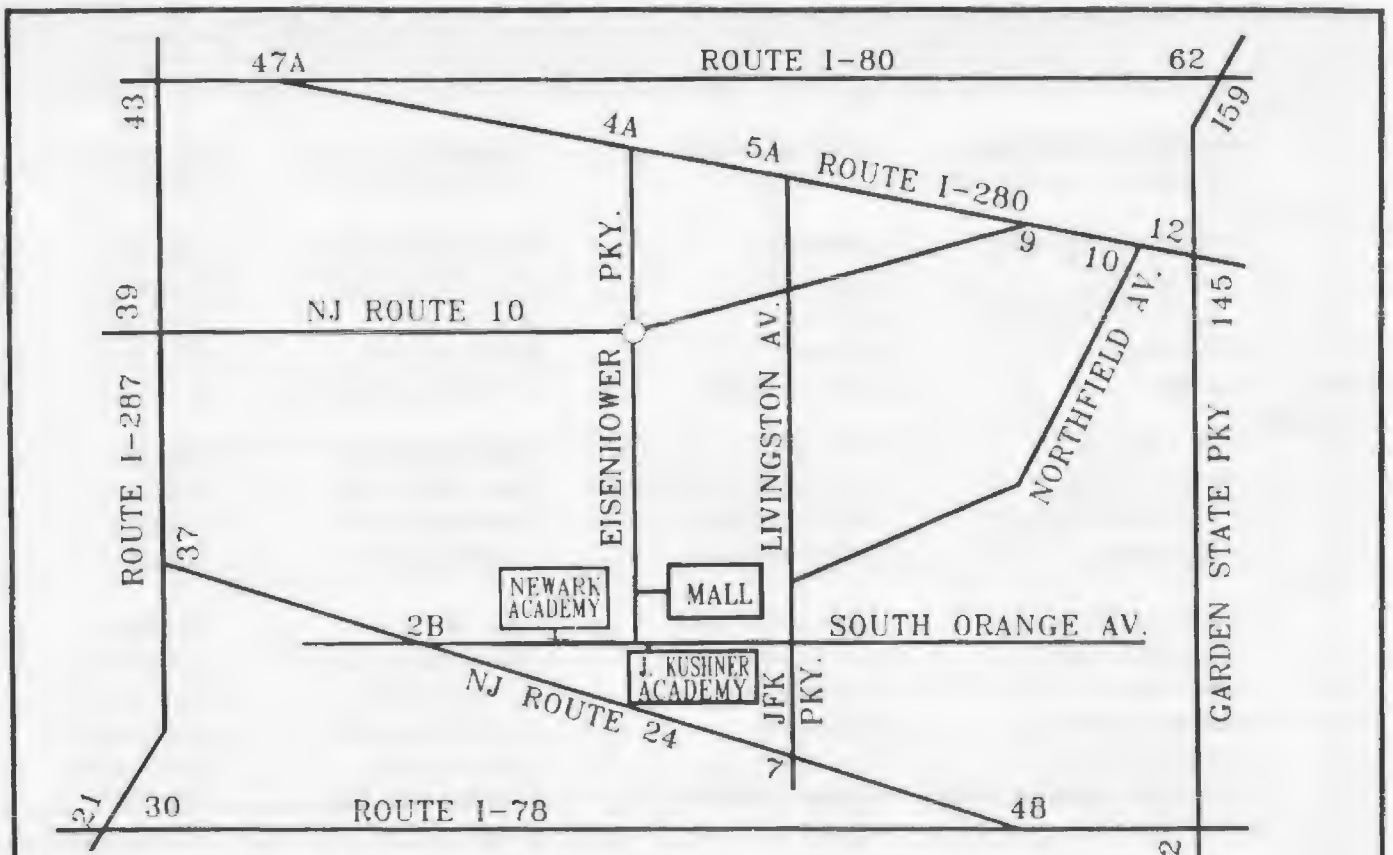 47A
ROUTE I-80
62
43
159
4A
5A
ROUTE I-280
12
9
10
EISENHOWER PKY.
39
NJ ROUTE 10
LIVINGSTON AV.
NORTHFIELD AV.
145
ROUTE I-287
37
GARDEN STATE PKY
NEWARK
ACADEMY
MALL
2B
SOUTH ORANGE AV.
J. KUSHNER
ACADEMY
JFK
PKY.
NJ ROUTE 24
7
21
30
ROUTE I-78
48